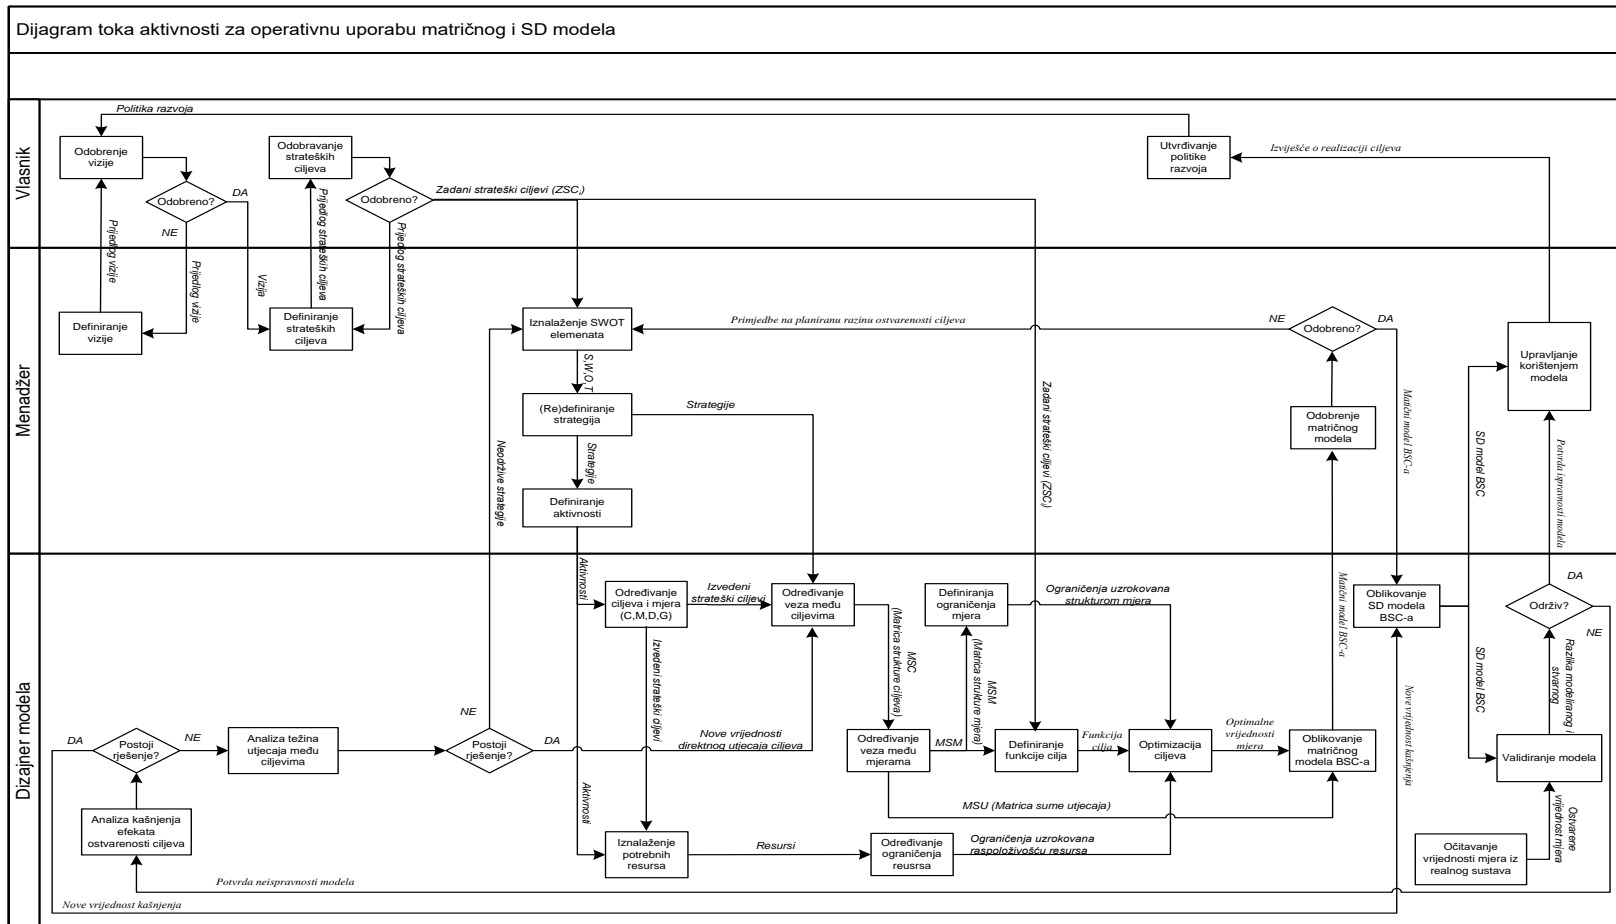 Dijagram toka aktivnosti za operativnu uporabu matričnog i SD modela
Vlasnik
Politika razvoja
Odobrenje
vizije
Odobreno?
DA
NE
Prijedlog vizije
Prijedlog vizije
Vizija
Odobravanje
strateških
ciljeva
Odobreno?
Prijedlog strateških ciljeva
Prijedlog strateških ciljeva
Zadani strateški ciljevi (ZSCi)
Utvrđivanje
politike
razvoja
Izviješće o realizaciji ciljeva
Menadžer
Definiranje
vizije
Definiranje
strateških
ciljeva
Iznalaženje SWOT
elemenata
Primjedbe na planiranu razinu ostvarenosti ciljeva
NE
Odobreno?
DA
S,W,O,T
(Re)definiranje
strategija
Strategije
Strategije
Definiranje
aktivnosti
Neodržive strategije
Zadani strateški ciljevi (ZSCi)
Odobrenje
matričnog
modela
Matični model BSC-a
SD model BSC
Upravljanje
korištenjem
modela
Potvrda ispravnosti modela
Dizajner modela
Aktivnosti
Određivanje
ciljeva i mjera
(C,M,D,G)
Izvedeni
strateški ciljevi
Određivanje
veza među
ciljevima
Definiranja
ograničenja
mjera
Ograničenja uzrokovana
strukturom mjera
Matični model BSC-a
Oblikovanje
SD modela
BSC-a
DA
Održiv?
NE
Izvedeni strateški ciljevi
MSC
(Matrica strukture ciljeva)
MSM
(Matrica strukture mjera)
SD model BSC
Razlika modeliranog i
stvarnog
DA
Postoji
rješenje?
NE
Analiza težina
utjecaja među
ciljevima
NE
Postoji
rješenje?
DA
Nove vrijednosti
direktnog utjecaja ciljeva
Određivanje
veza među
mjerama
MSM
Definiranje
funkcije cilja
Funkcija
cilja
Optimizacija
ciljeva
Optimalne
vrijednosti
mjera
Oblikovanje
matričnog
modela BSC-a
Nove vrijednost kašnjenja
Validiranje modela
Analiza kašnjenja
efekata
ostvarenosti ciljeva
Aktivnosti
MSU (Matrica sume utjecaja)
Ostvarene
vrijednost mjera
Iznalaženje
potrebnih
resursa
Resursi
Određivanje
ograničenja
reusrsa
Ograničenja uzrokovana
raspoloživošću resursa
Očitavanje
vrijednosti mjera iz
realnog sustava
Potvrda neispravnosti modela
Nove vrijednost kašnjenja